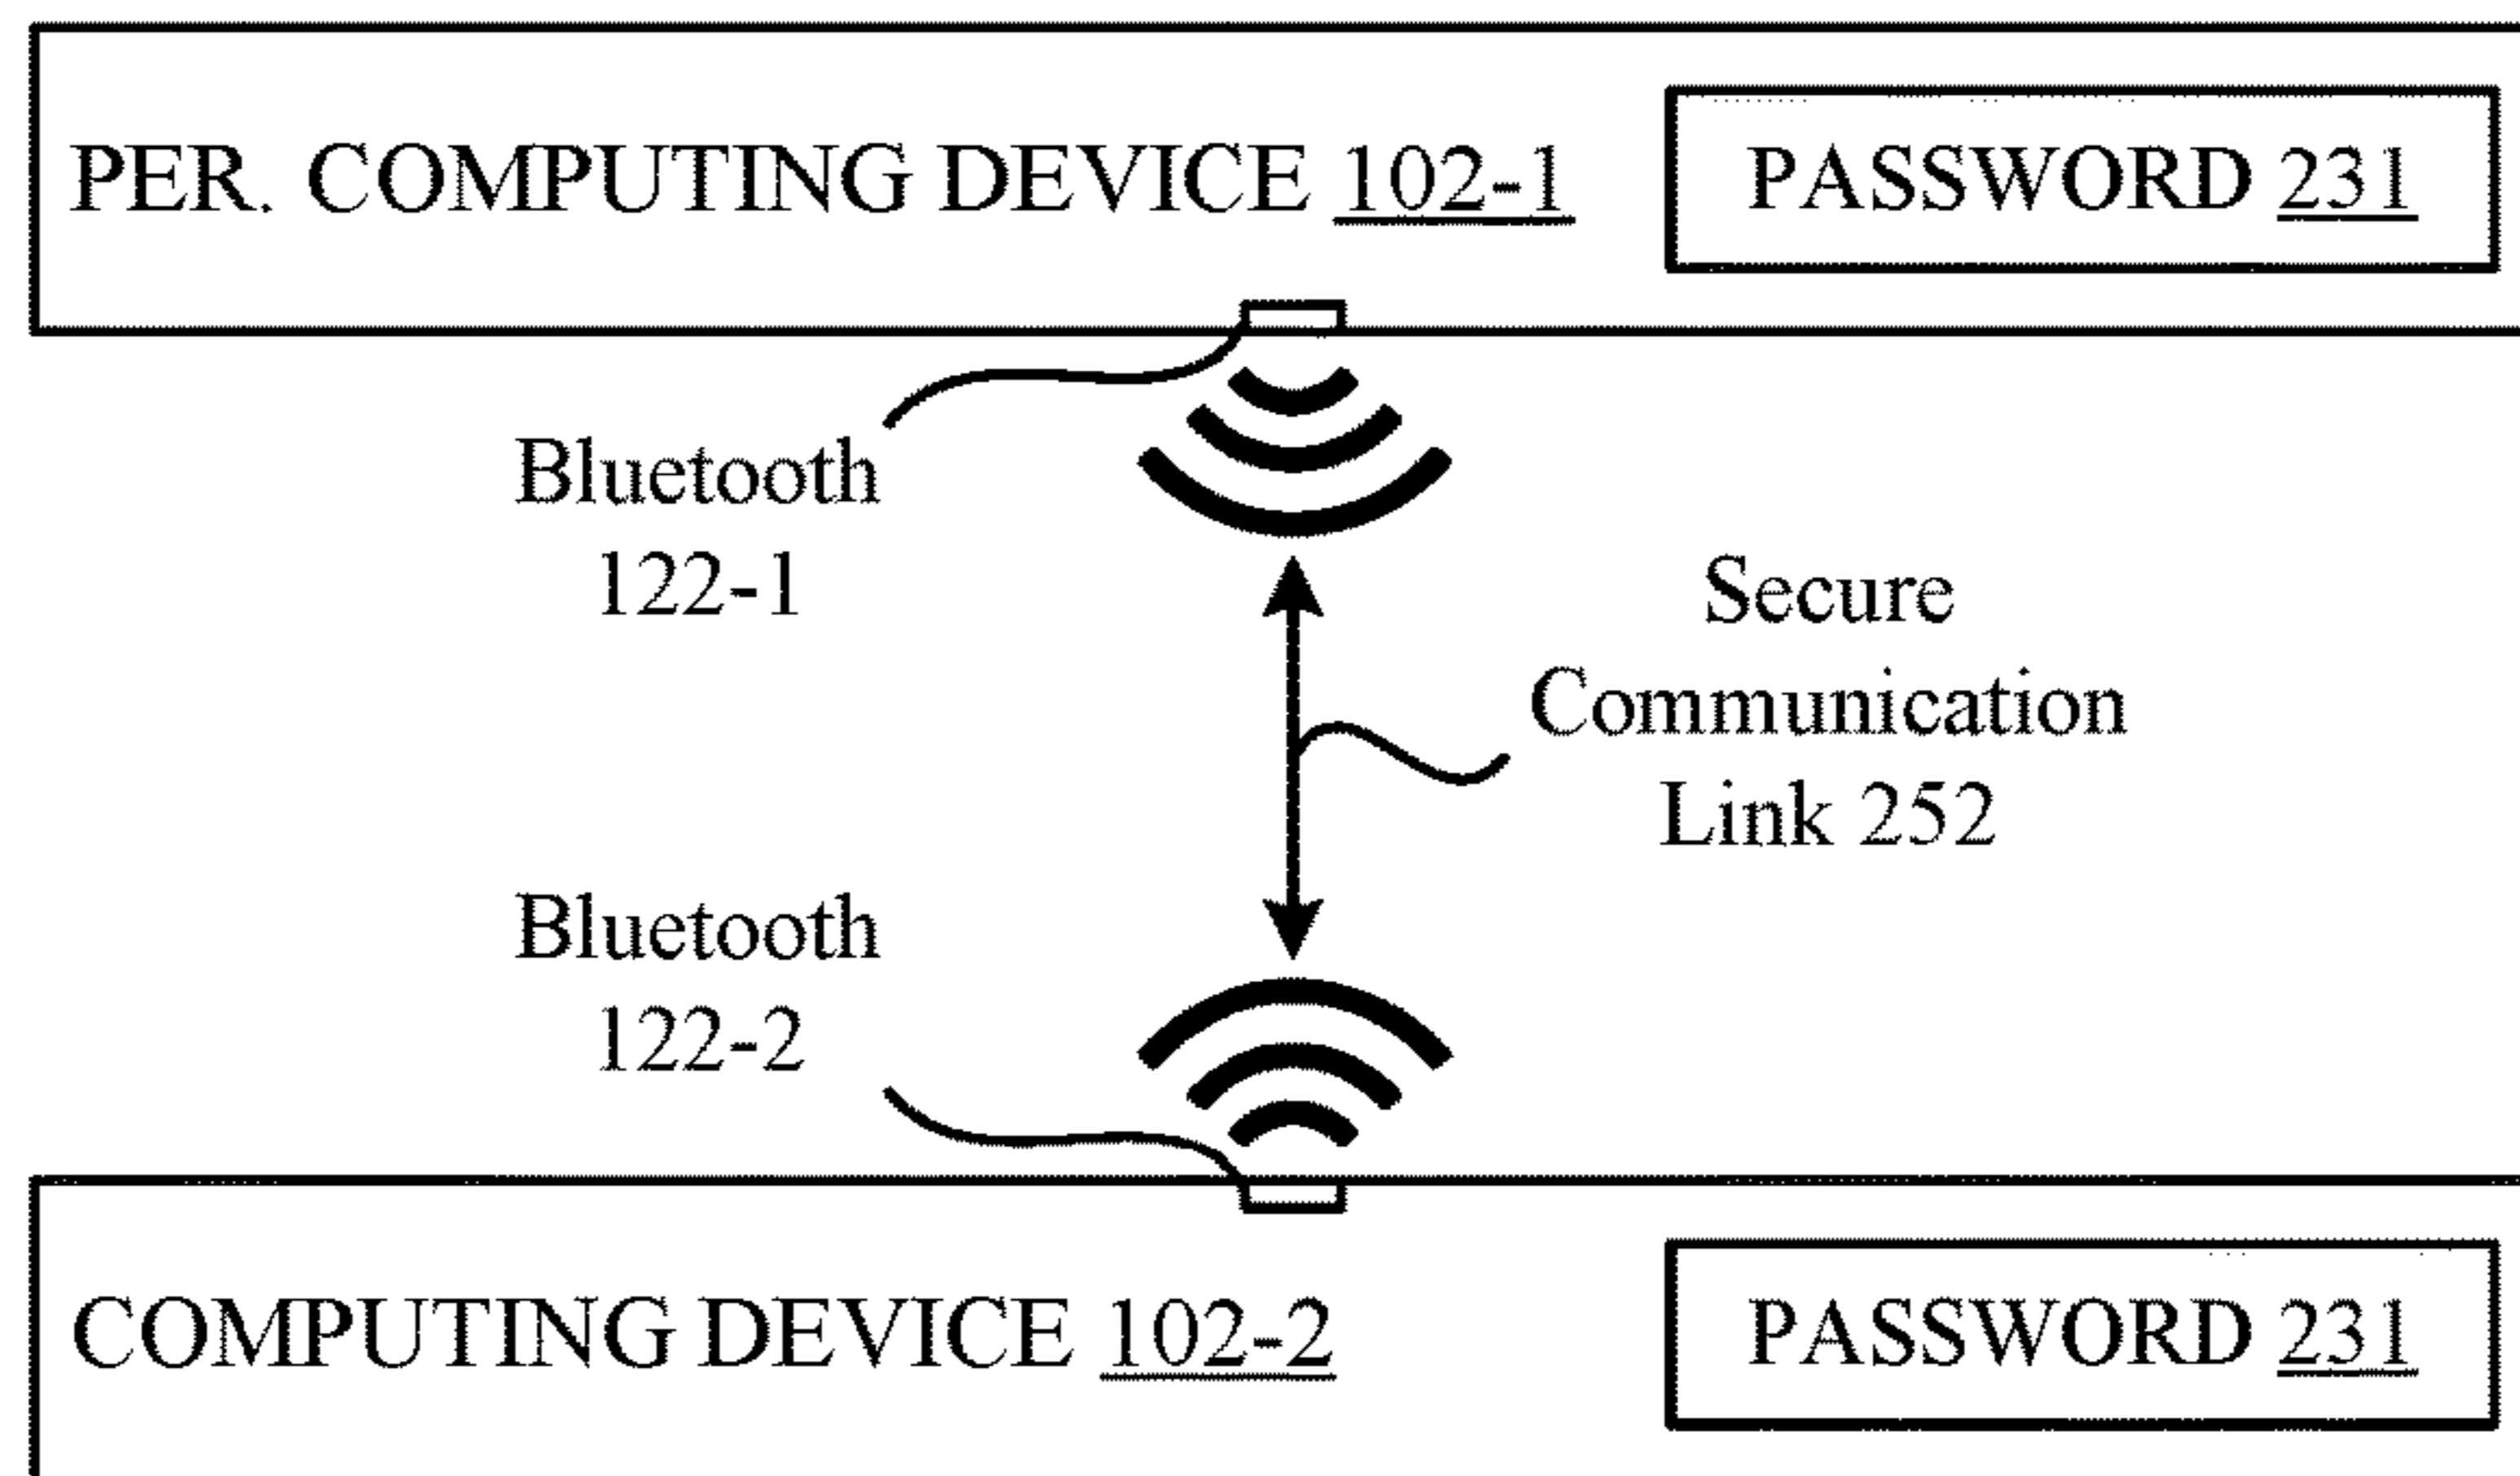 PER. COMPUTING DEVICE 102-1 PASSWORD 231
Bluetooth
122-1
Secure
Communication
Link 252
Bluetooth
122-2
COMPUTING DEVICE 102-2 PASSWORD 231